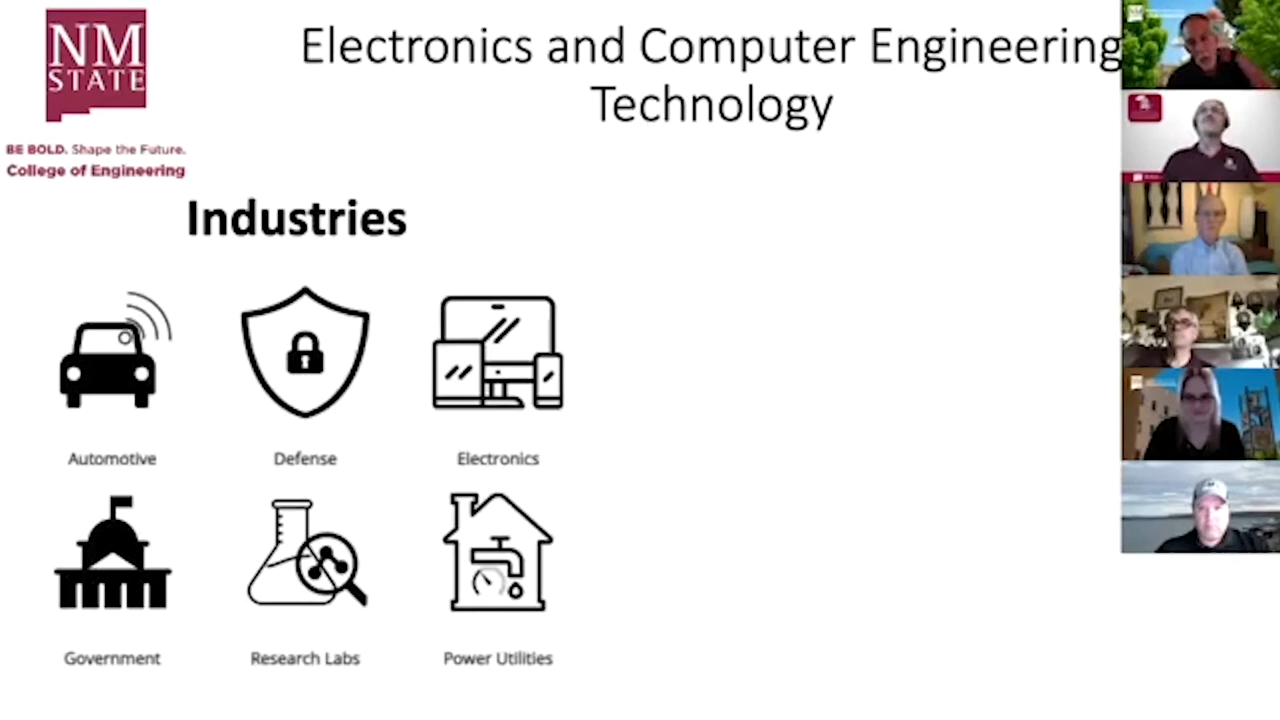 NM
STATE
BE BOLD. Shape the Future.
College of Engineering
Electronics and Computer Engineering
Technology
Industries
Automotive
Defense
Electronics
Government
Research Labs
Power Utilities
NM